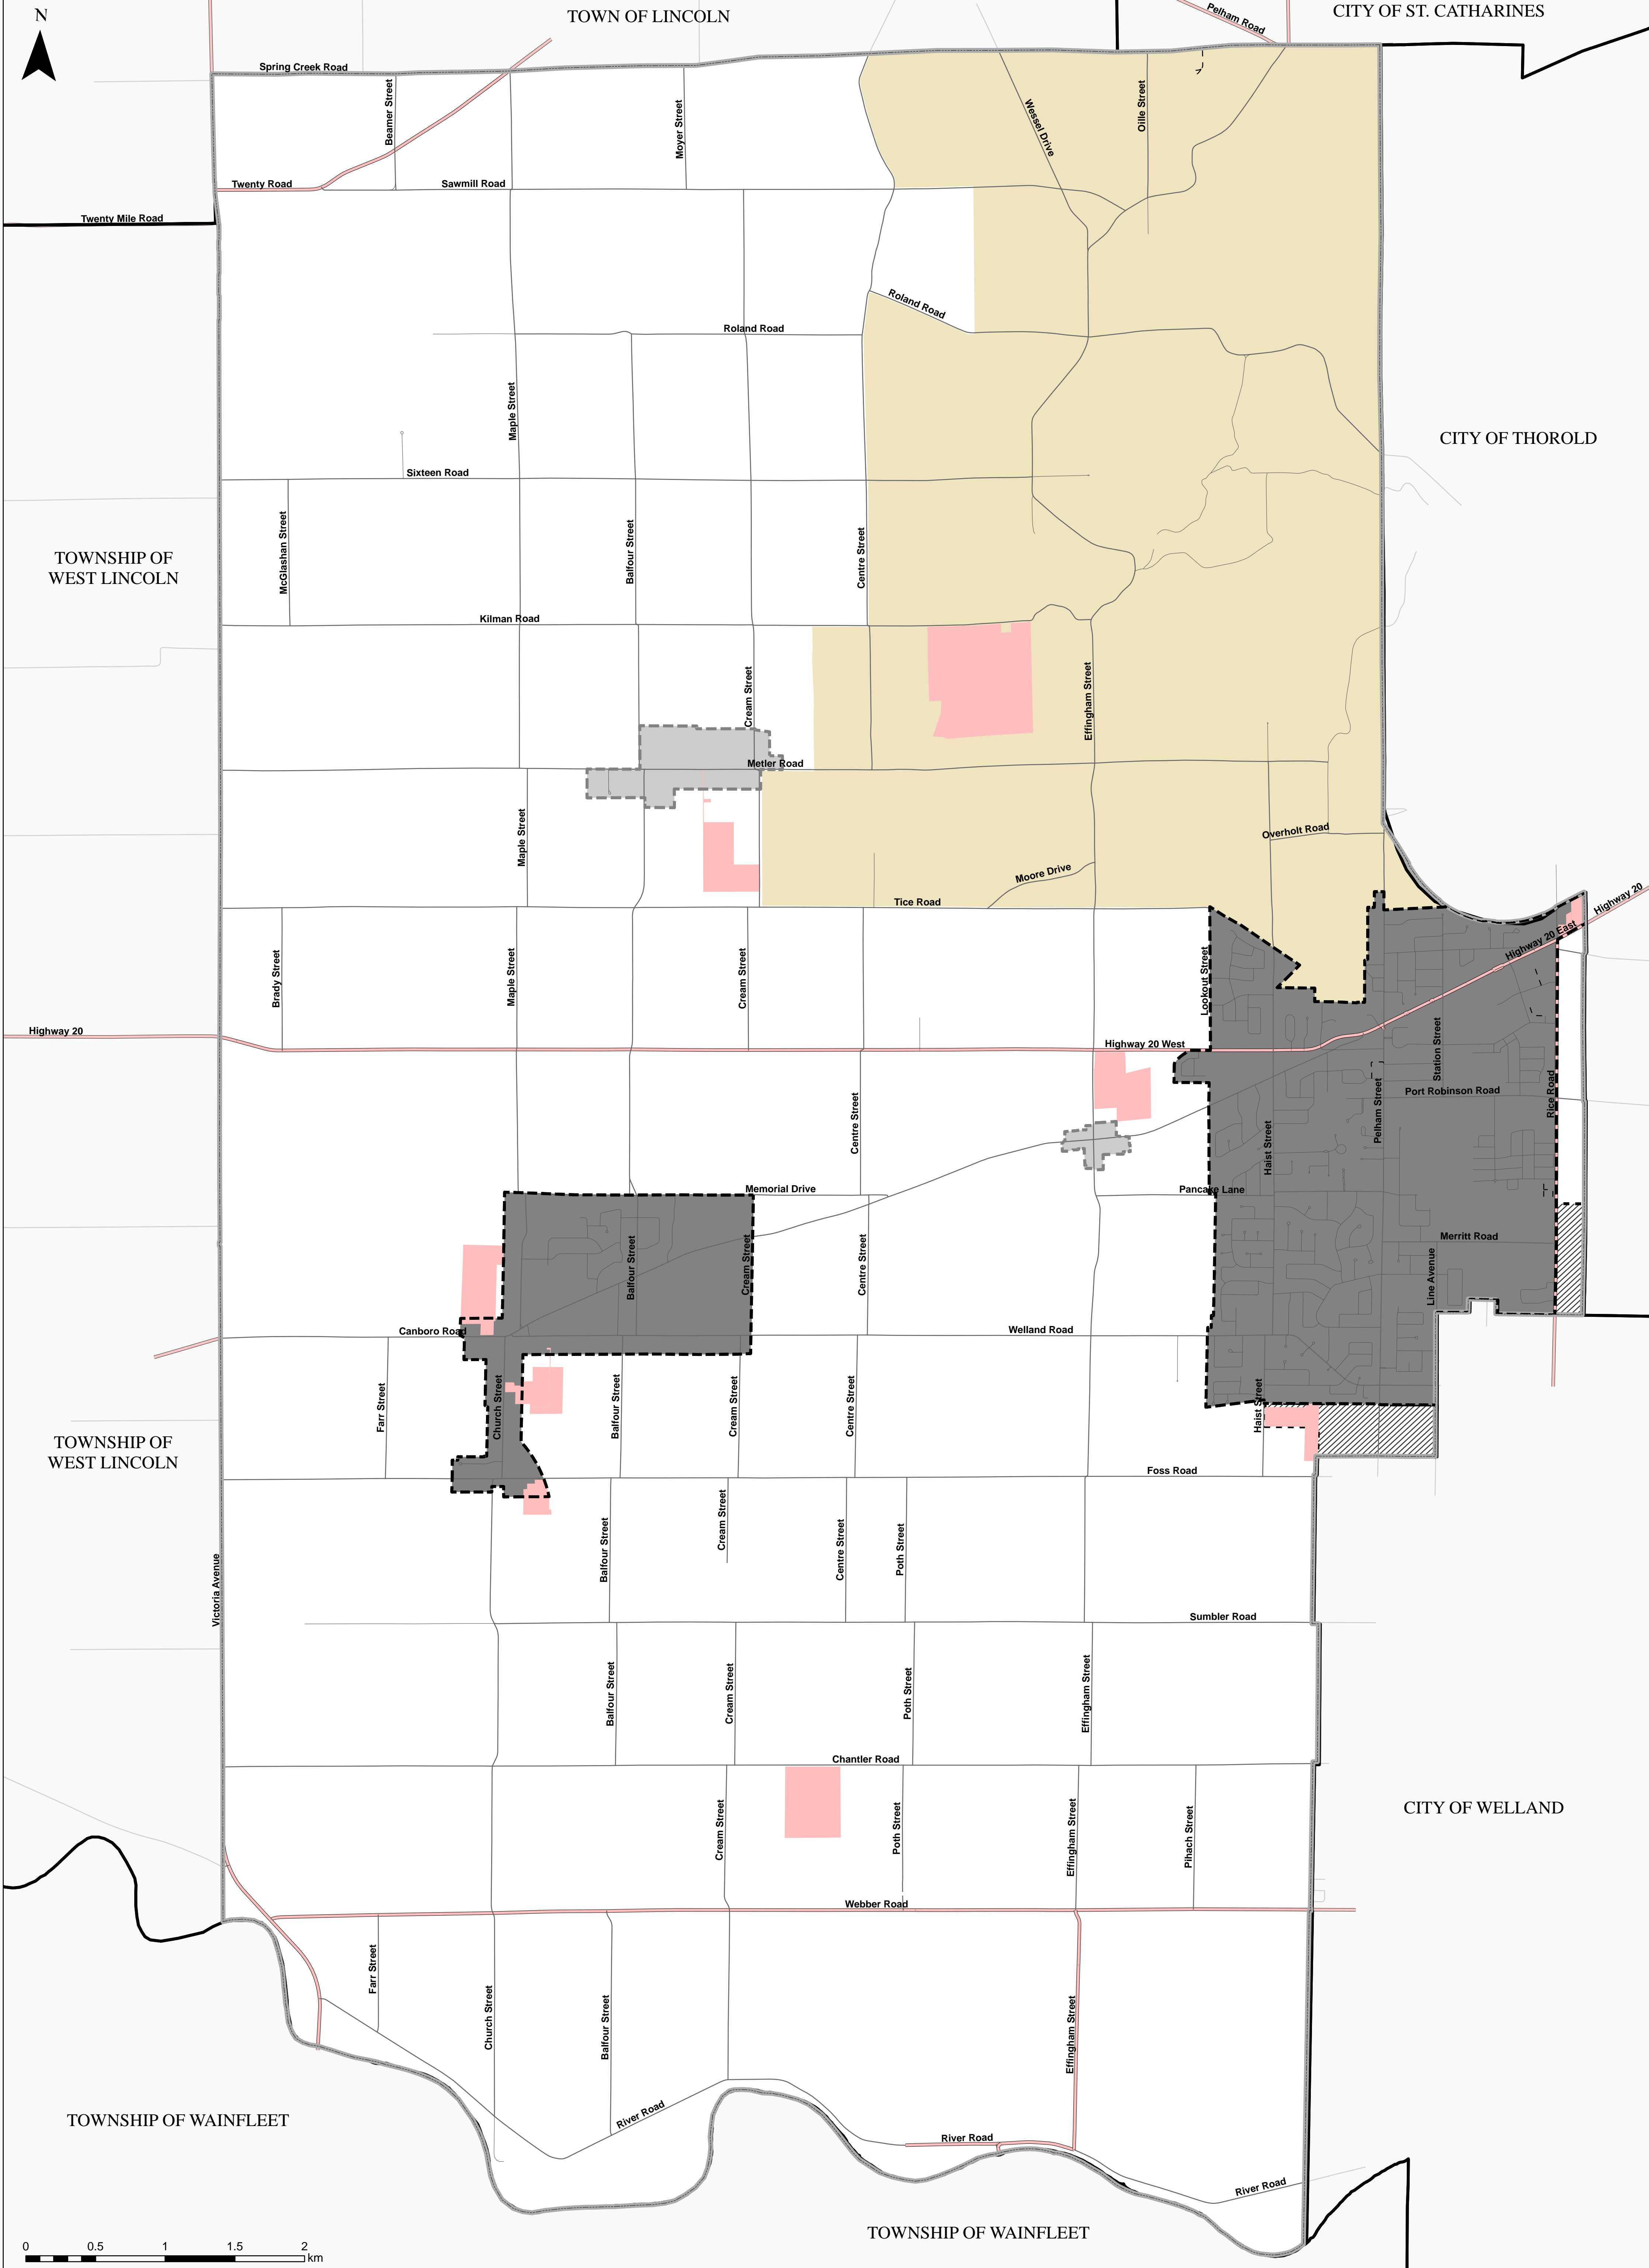 N
TOWN OF LINCOLN
CITY OF ST. CATHARINES
Pelham Road
Spring Creek Road
Beamer Street
Moyer Street
Wessel Drive
Oille Street
Twenty Road
Sawmill Road
Twenty Mile Road
Roland Road
Roland Road
Maple Street
CITY OF THOROLD
Sixteen Road
McGlashan Street
Balfour Street
Centre Street
TOWNSHIP OF
WEST LINCOLN
Kilman Road
Cream Street
Effingham Street
Metler Road
Maple Street
Overholt Road
Moore Drive
Tice Road
Highway 20
Highway 20 East
Brady Street
Maple Street
Cream Street
Lookout Street
Highway 20
Highway 20 West
Station Street
Port Robinson Road
Pelham Street
Rice Road
Centre Street
Haist Street
Memorial Drive
Pancake Lane
Balfour Street
Cream Street
Centre Street
Merritt Road
Line Avenue
Canboro Road
Welland Road
Farr Street
Church Street
Balfour Street
Cream Street
Centre Street
Haist Street
TOWNSHIP OF
WEST LINCOLN
Foss Road
Victoria Avenue
Balfour Street
Cream Street
Centre Street
Poth Street
Sumbler Road
Balfour Street
Cream Street
Poth Street
Effingham Street
Chantler Road
Cream Street
Poth Street
Effingham Street
Pihach Street
CITY OF WELLAND
Webber Road
Farr Street
Church Street
Balfour Street
Effingham Street
TOWNSHIP OF WAINFLEET
River Road
River Road
River Road
TOWNSHIP OF WAINFLEET
0 0.5 1 1.5 2
km